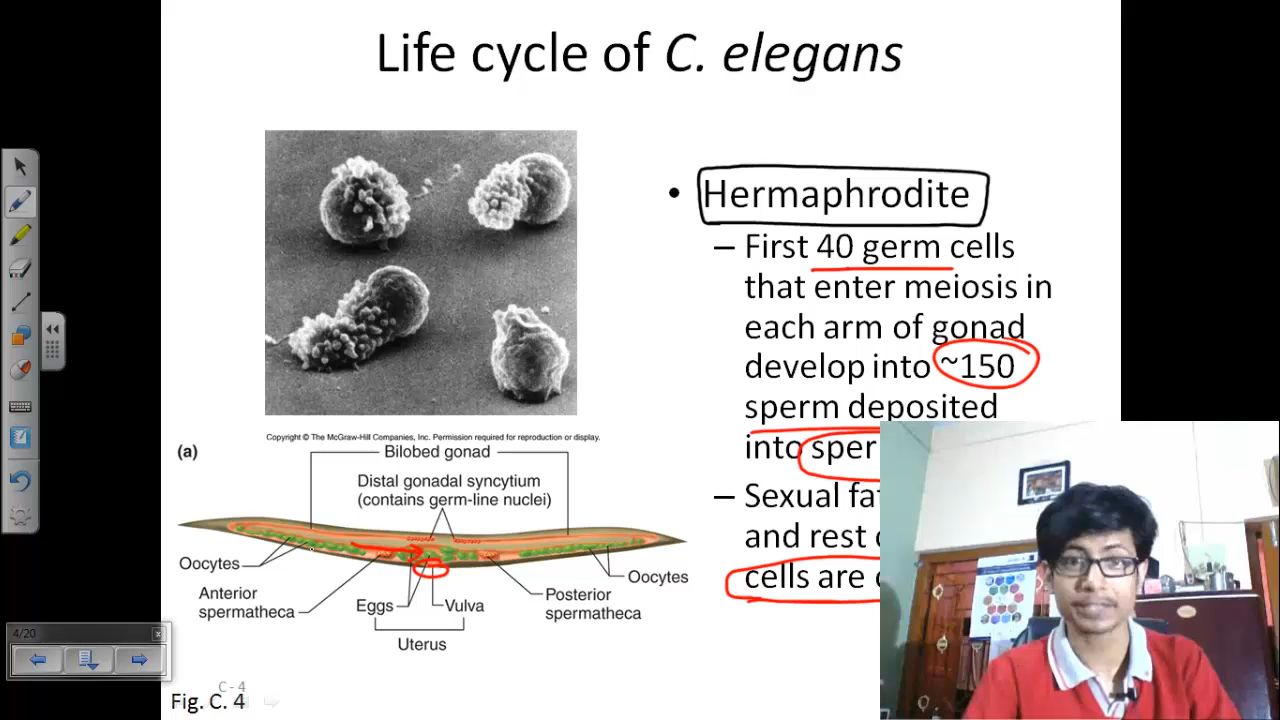 Life cycle of C. elegans
• Hermaphrodite
– First 40 germ cells
that enter meiosis in
each arm of gonad
develop into ~150
sperm deposited
into
– Sexual
and rest
cells are
Copyright © The McGraw-Hill Companies, Inc. Permission required for reproduction or display.
(a)
Bilobed gonad
Distal gonadal syncytium
(contains germ-line nuclei)
Oocytes
Anterior
spermatheca
Eggs
Vulva
Uterus
Posterior
spermatheca
Oocytes
4/20
x
C - 4
Fig. C. 4